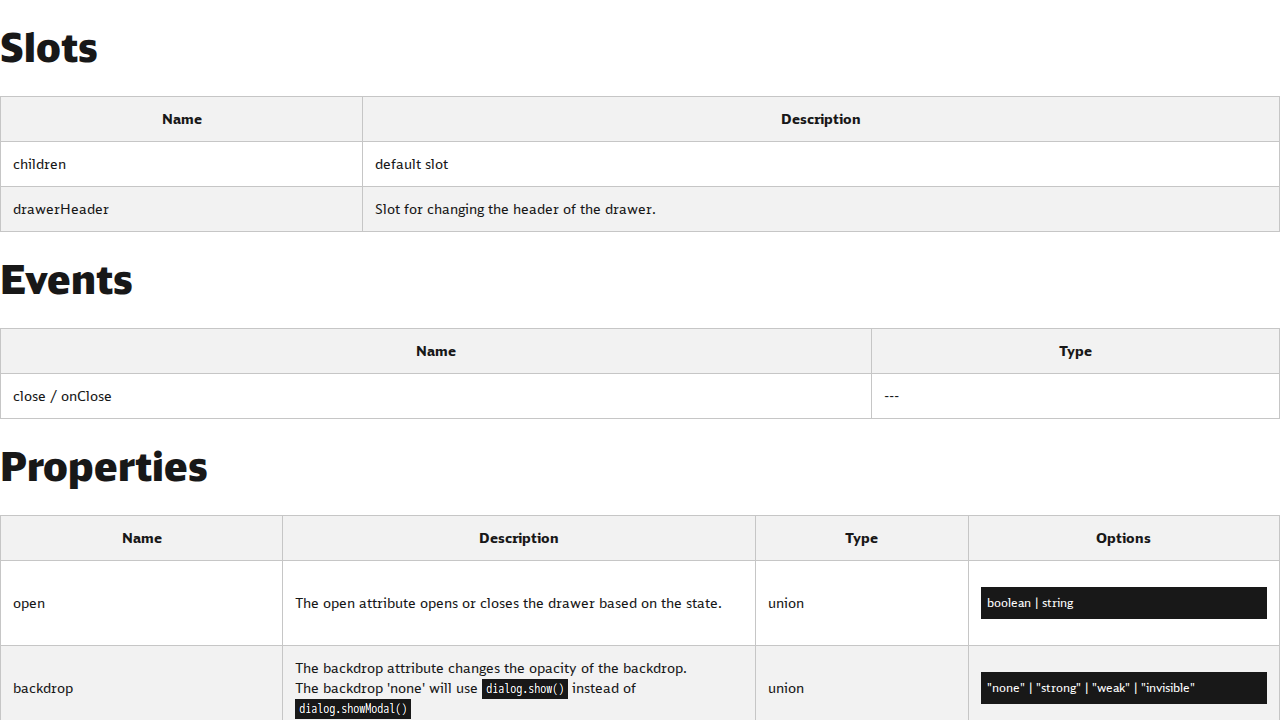 Slots
Name Description
children default slot
drawerHeader Slot for changing the header of the drawer.
Events
Name Type
close / onClose ---
Properties
Name Description Type Options
open The open attribute opens or closes the drawer based on the state. union boolean | string
The backdrop attribute changes the opacity of the backdrop.
backdrop The backdrop 'none' will use dialog.show() instead of union "none" | "strong" | "weak" | "invisible"
dialog.showModal()